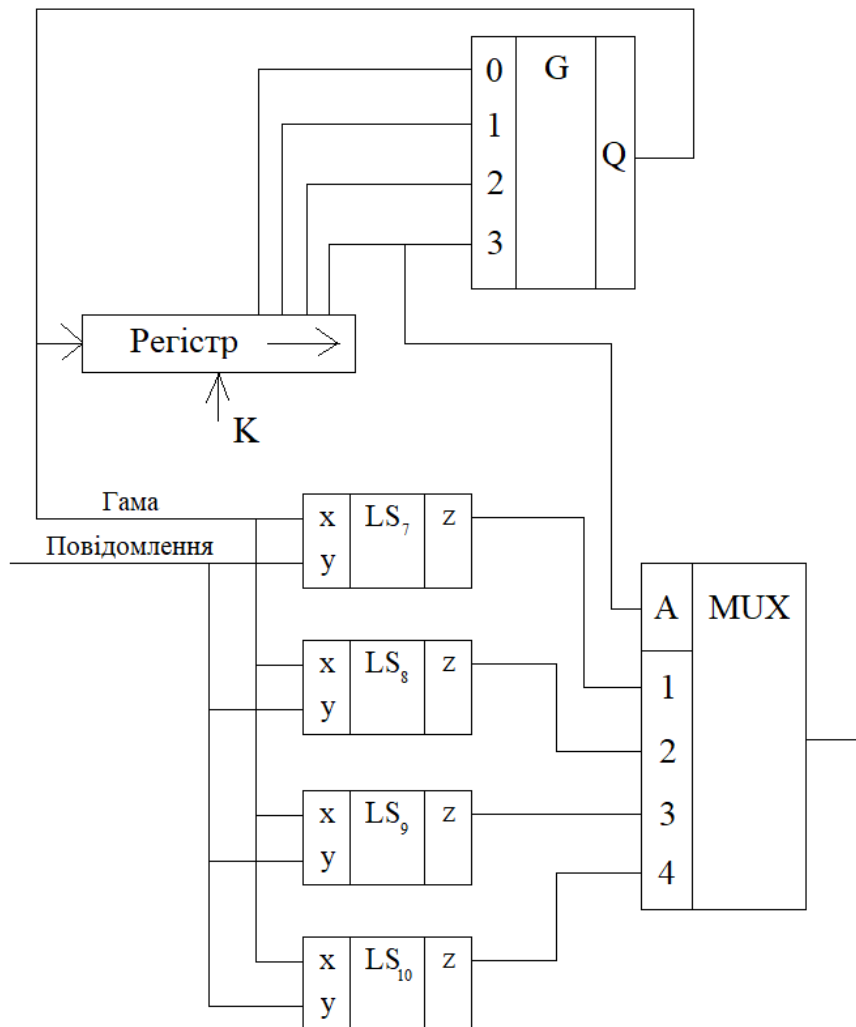 0 G
1
Q
2
3
Регістр
K
Гама
x LS7 z
Повідомлення
y
A MUX
x LS8 z
1
y
2
x LS9 z
3
y
4
x LS10 z
y